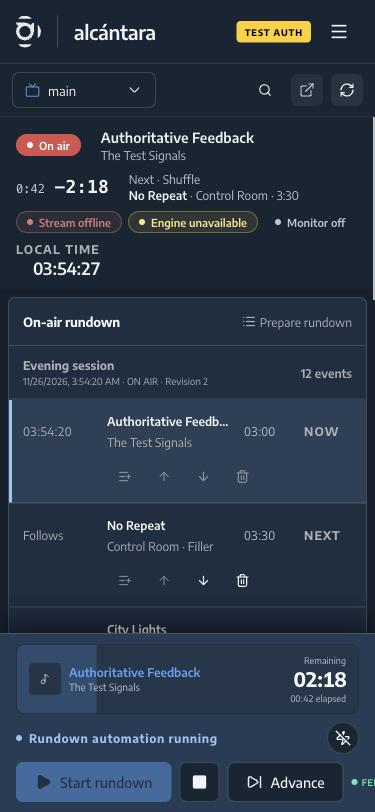 alcántara
TEST AUTH
main
On air
Authoritative Feedback
The Test Signals
0:42 −2:18
Next · Shuffle
No Repeat · Control Room · 3:30
Stream offline
Engine unavailable
Monitor off
LOCAL TIME
03:54:27
On-air rundown
Prepare rundown
Evening session
11/26/2026, 3:54:20 AM · ON AIR · Revision 2
12 events
03:54:20
Authoritative Feedb…
The Test Signals
03:00
NOW
Follows
No Repeat
Control Room · Filler
03:30
NEXT
City Lights
Authoritative Feedback
The Test Signals
Remaining
02:18
00:42 elapsed
Rundown automation running
Start rundown
Advance